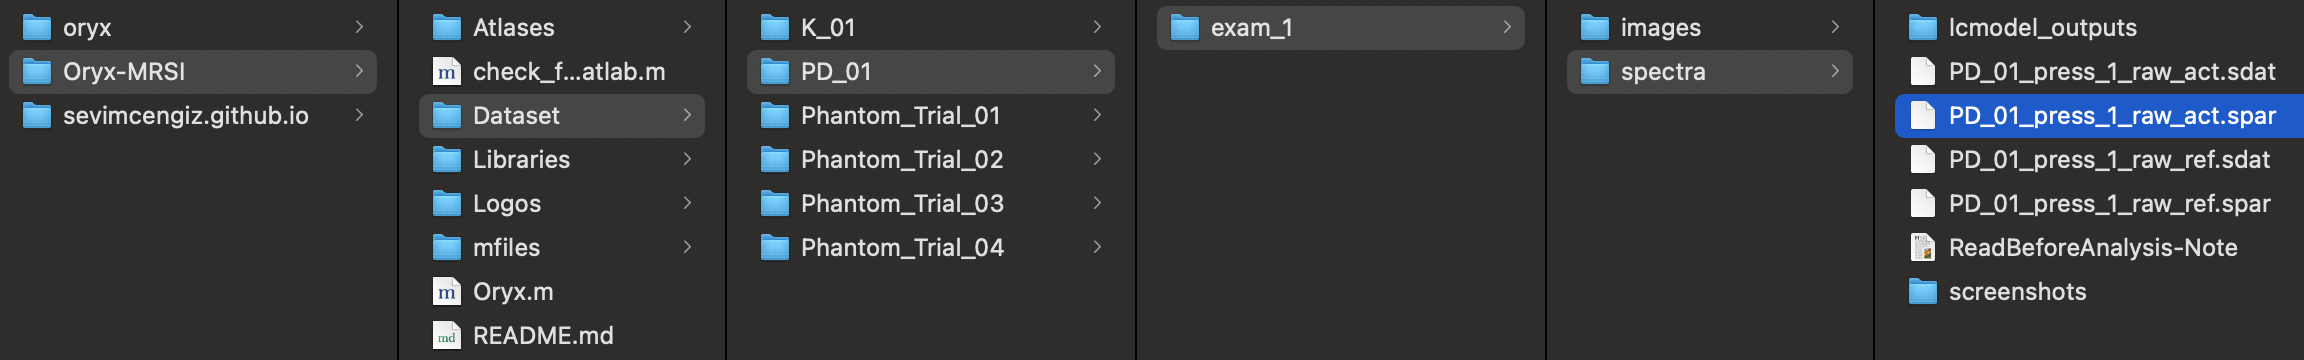 oryx
Oryx-MRSI
sevimcengiz.github.io
Atlases
check_f...atlab.m
Dataset
Libraries
Logos
mfiles
Oryx.m
README.md
K_01
PD_01
Phantom_Trial_01
Phantom_Trial_02
Phantom_Trial_03
Phantom_Trial_04
exam_1
images
spectra
lcmodel_outputs
PD_01_press_1_raw_act.sdat
PD_01_press_1_raw_act.spar
PD_01_press_1_raw_ref.sdat
PD_01_press_1_raw_ref.spar
ReadBeforeAnalysis-Note
screenshots